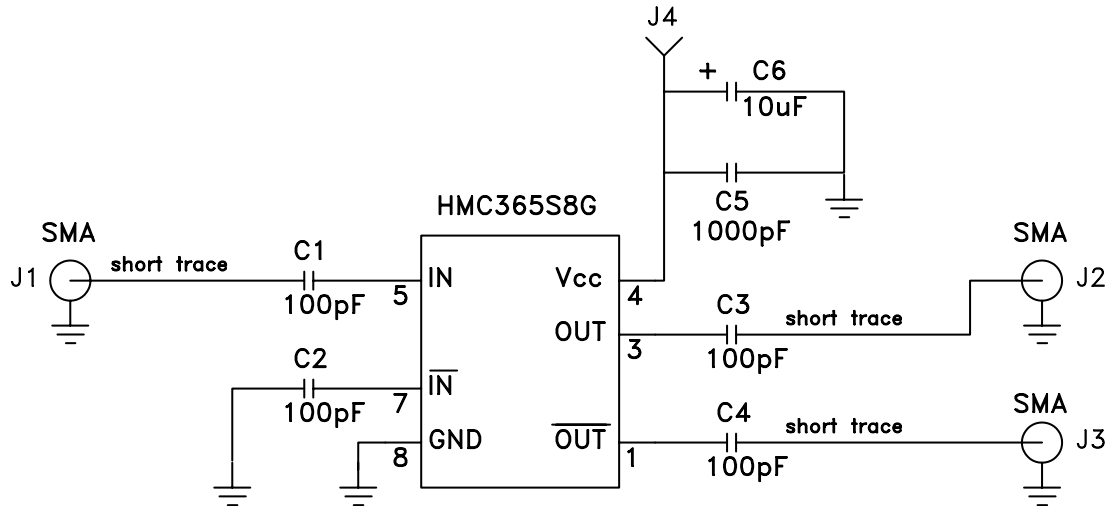 J4
+ C6
10uF
C5
1000pF
HMC365S8G
SMA
J1
short trace
C1
100pF
5
IN
Vcc
4
OUT
3
C3
100pF
short trace
SMA
J2
C2
100pF
7
IN
8
GND
OUT
1
C4
100pF
short trace
SMA
J3